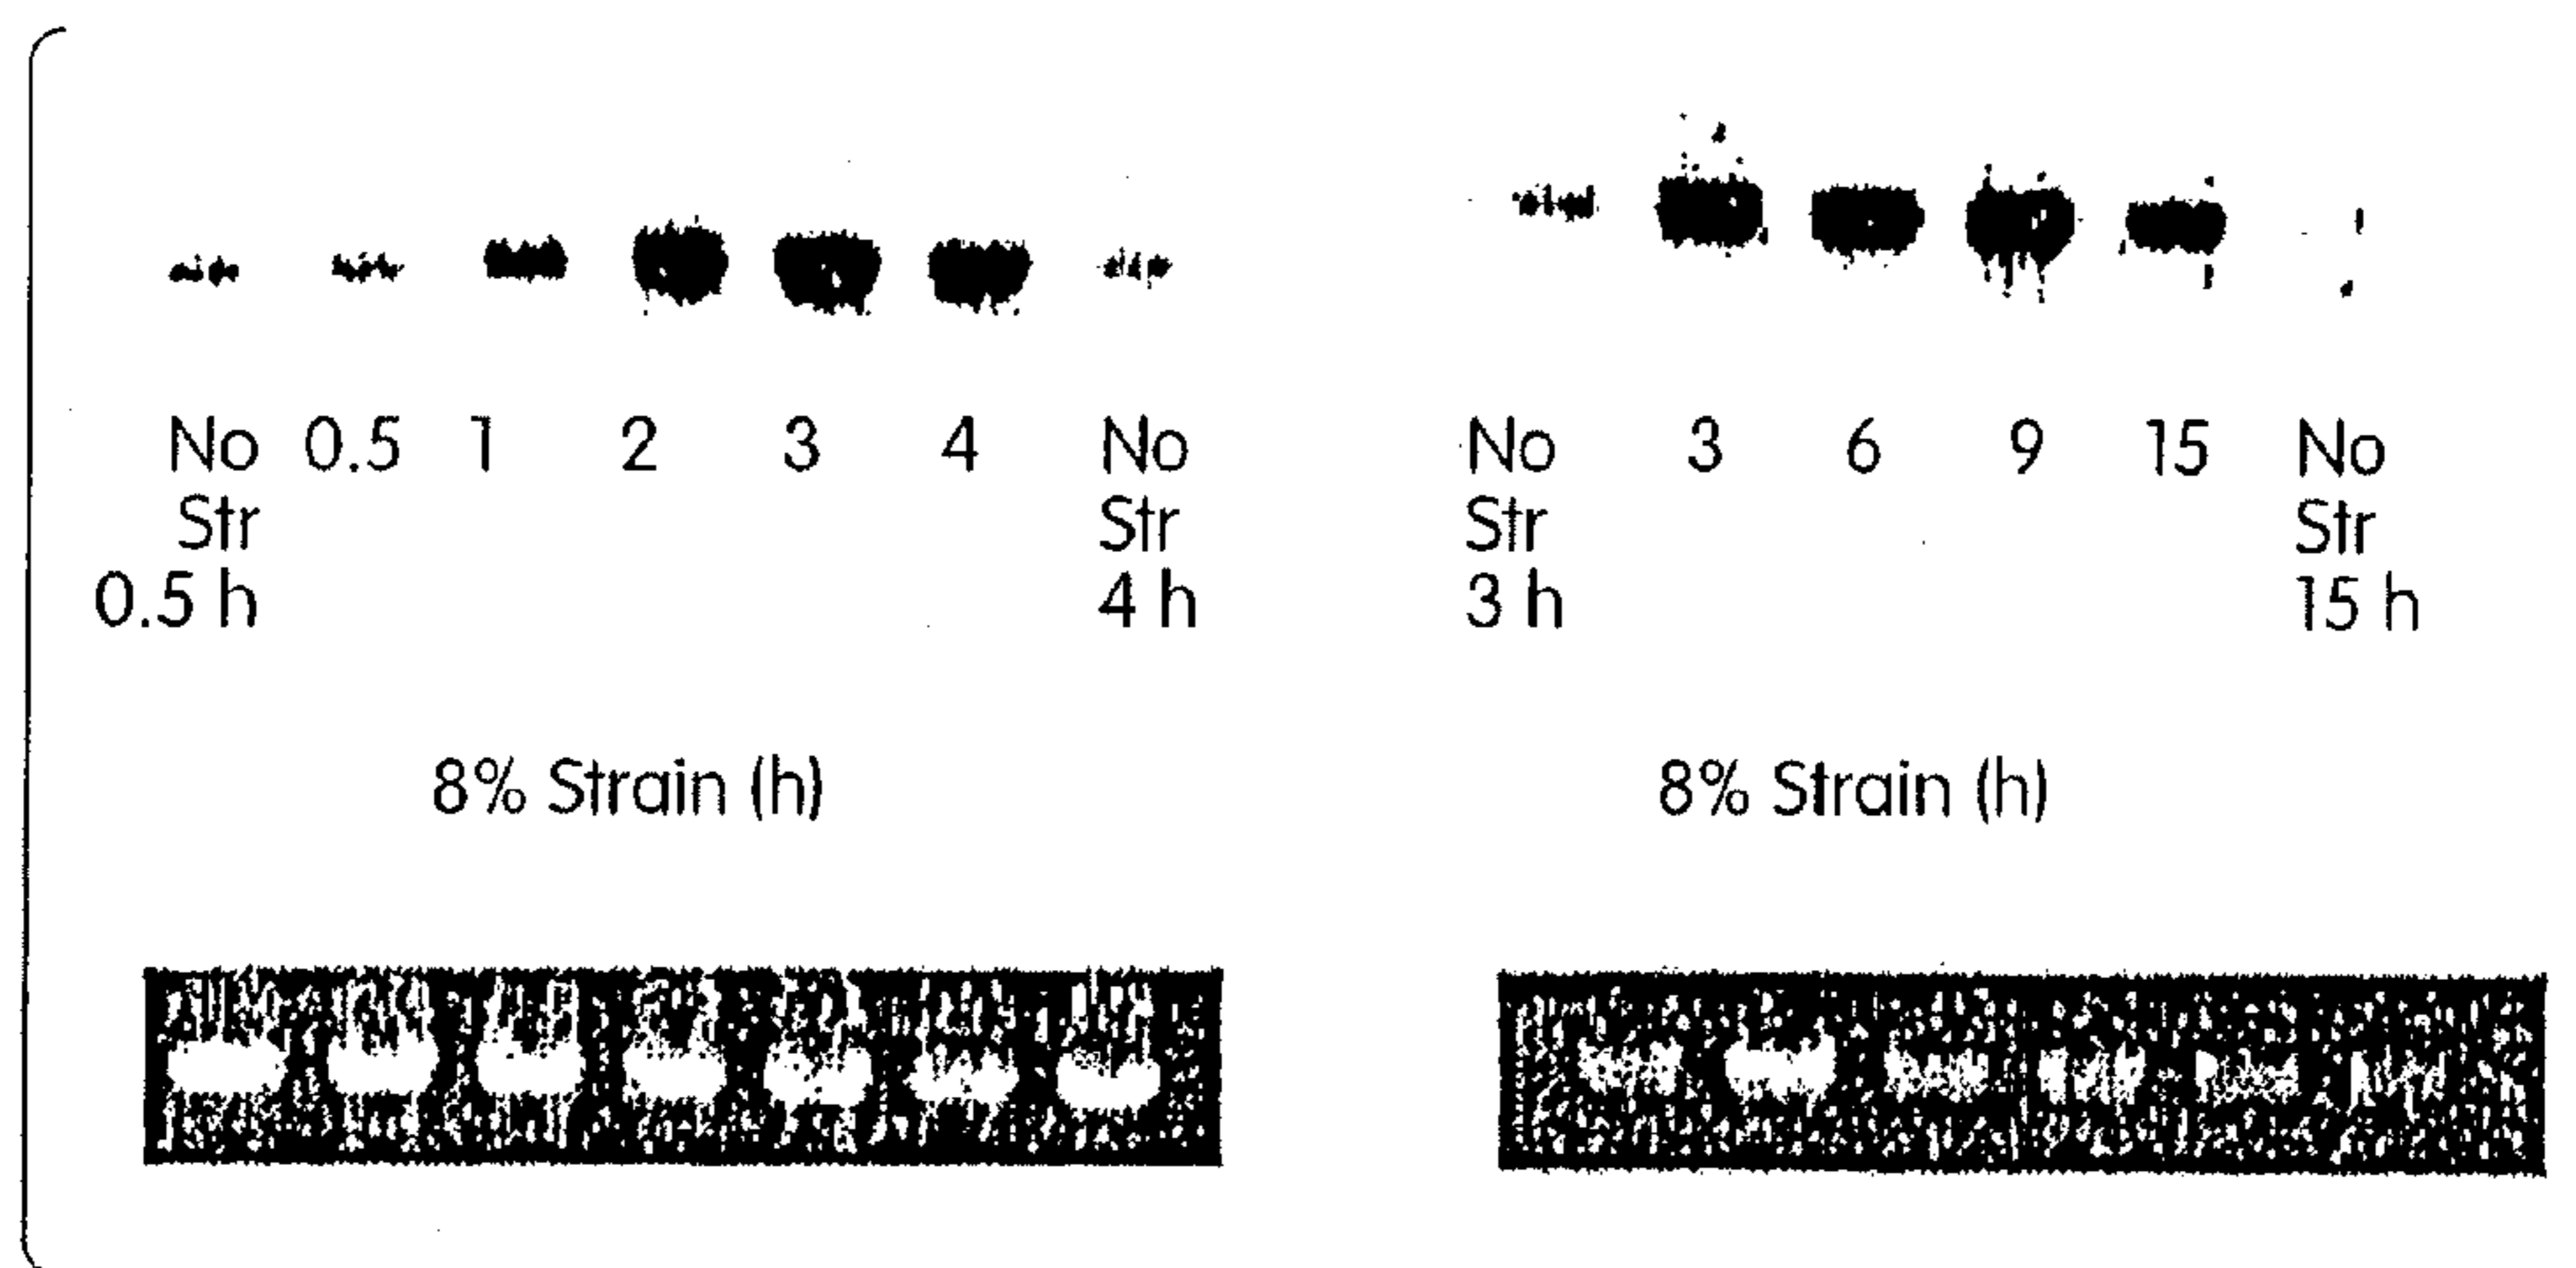 No 0.5 1 2 3 4 No
Str Str
0.5 h 4 h
8% Strain (h)
No 3 6 9 15 No
Str Str
3 h 15 h
8% Strain (h)